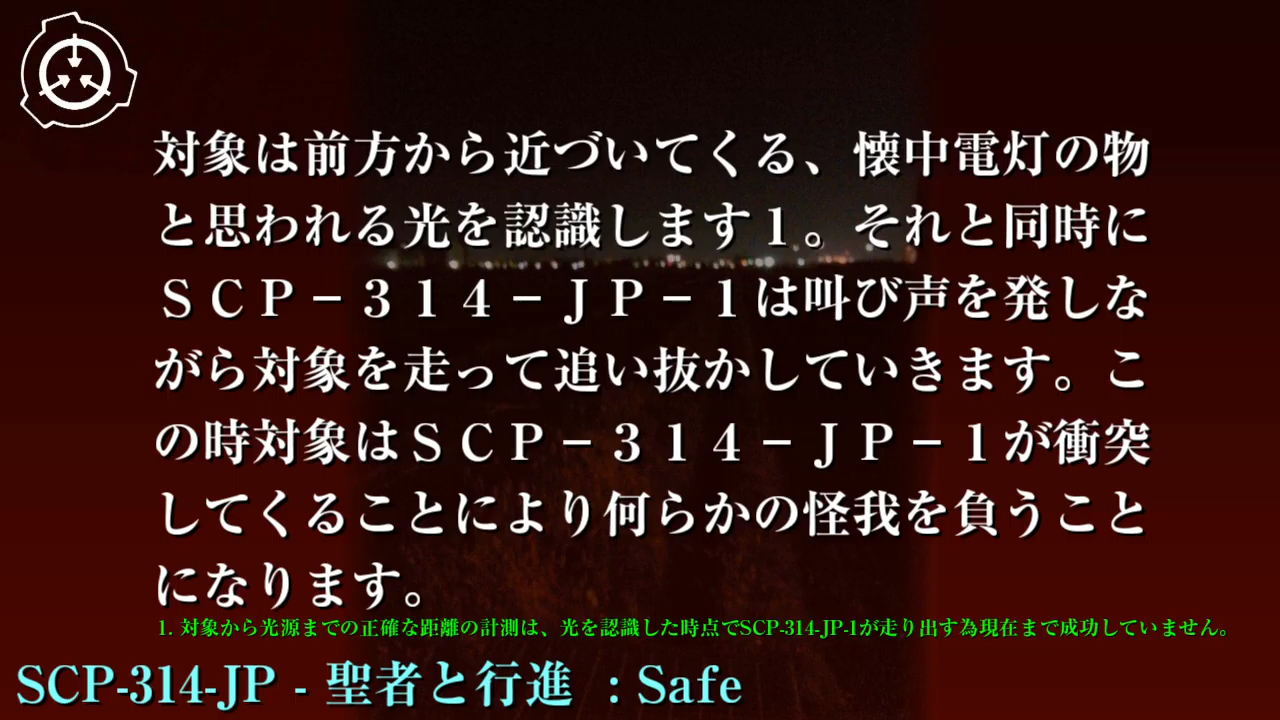 対象は前方から近づいてくる、懐中電灯の物
と思われる光を認識します１。それと同時に
ＳＣＰ－３１４－ＪＰ－１は叫び声を発しな
がら対象を走って追い抜かしていきます。こ
の時対象はＳＣＰ－３１４－ＪＰ－１が衝突
してくることにより何らかの怪我を負うこと
になります。
1. 対象から光源までの正確な距離の計測は、光を認識した時点でSCP-314-JP-1が走り出す為現在まで成功していません。
SCP-314-JP - 聖者と行進 ：Safe